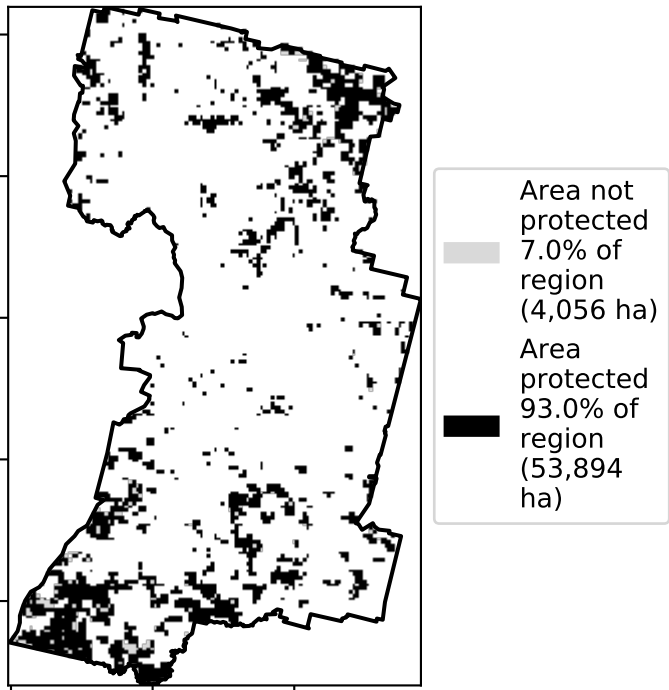 Area not
protected
7.0% of
region
(4,056 ha)
Area
protected
93.0% of
region
(53,894
ha)